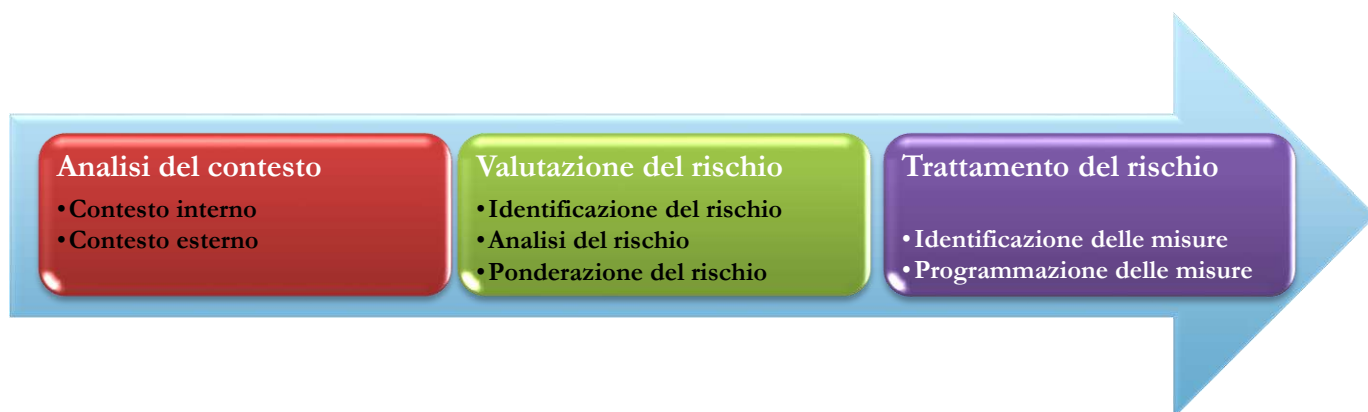 Analisi del contesto
•Contesto interno
•Contesto esterno
Valutazione del rischio
•Identificazione del rischio
•Analisi del rischio
•Ponderazione del rischio
Trattamento del rischio
•Identificazione delle misure
•Programmazione delle misure